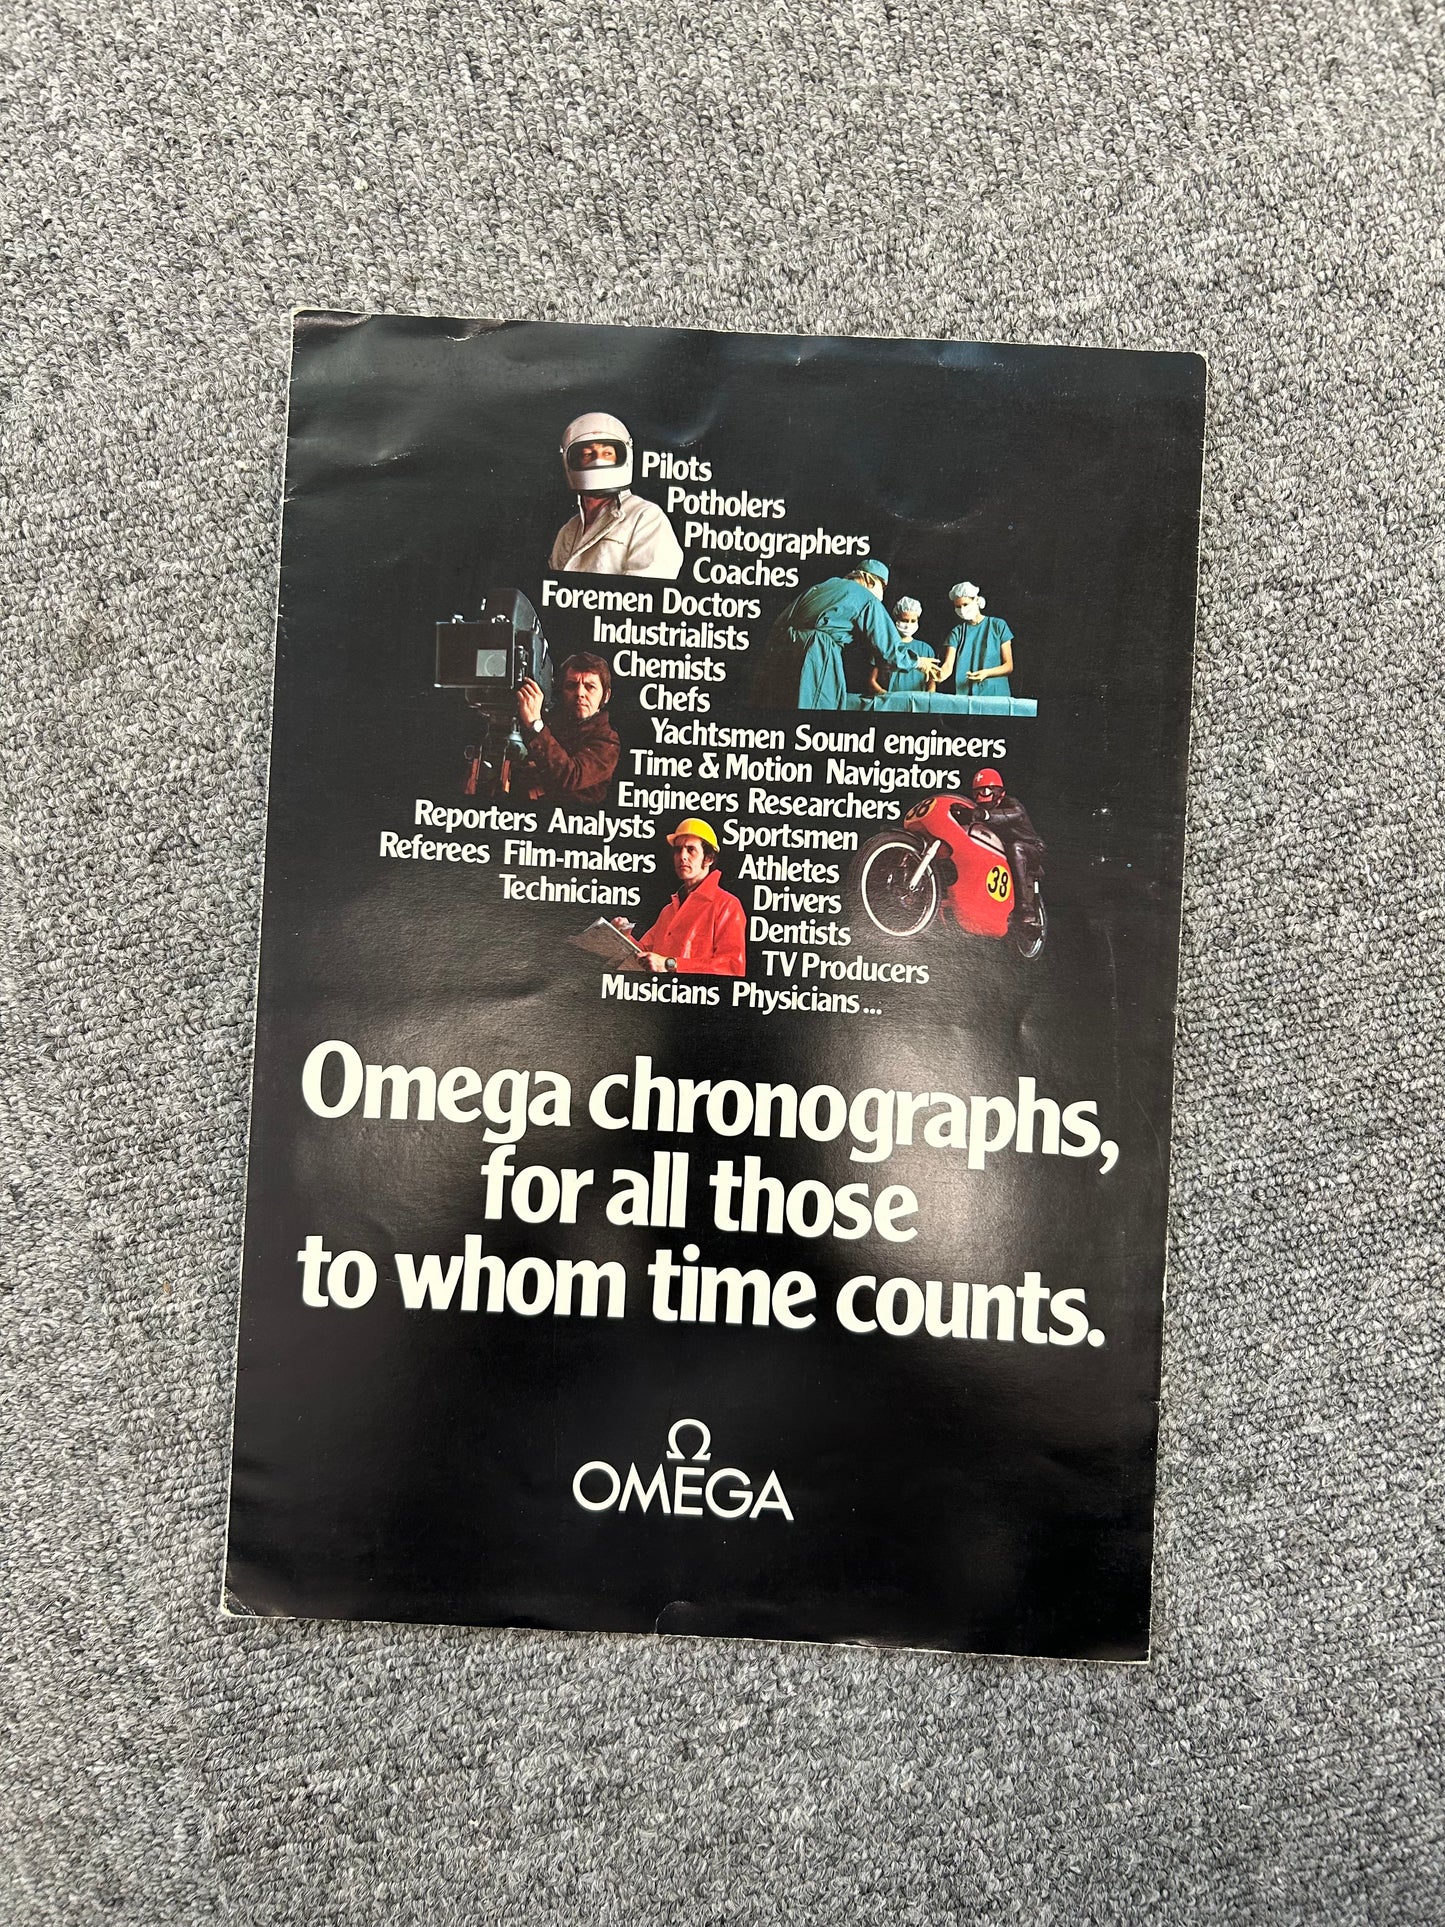 Pilots
Potholers
Photographers
Coaches
Foremen Doctors
Industrialists
Chemists
Chefs
Yachtsmen Sound engineers
Time & Motion Navigators
Engineers Researchers
Reporters Analysts Sportsmen
Referees Film-makers Athletes
Technicians Drivers
Dentists
TV Producers
Musicians Physicians...
38
38
Omega chronographs,
for all those
to whom time counts.
Ω
OMEGA